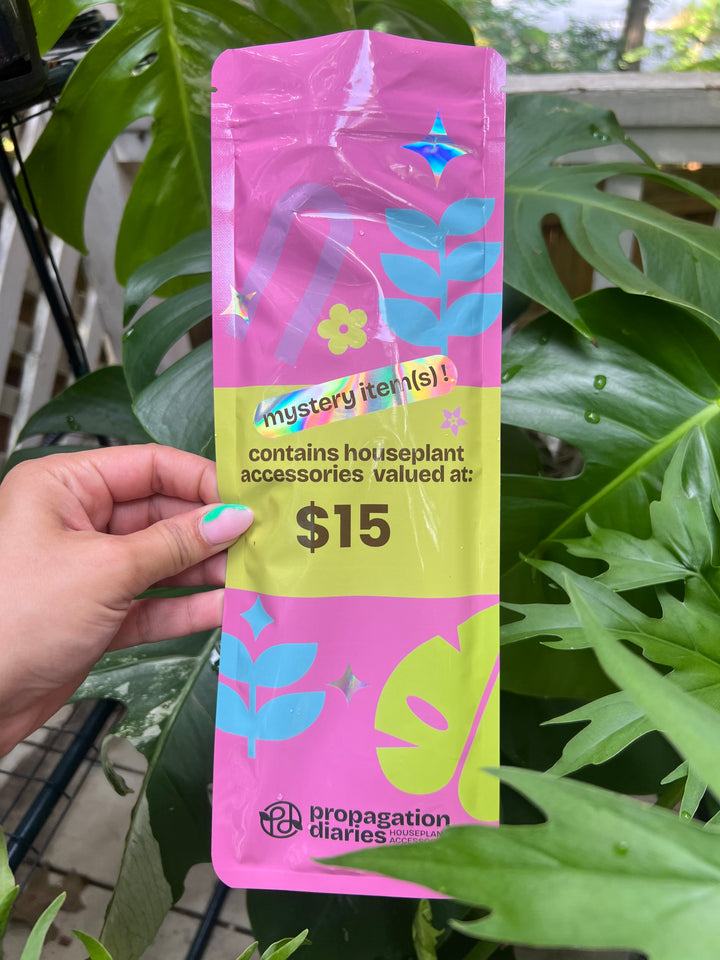 mystery item(s) !
contains houseplant
accessories valued at:
$15
propagation
diaries